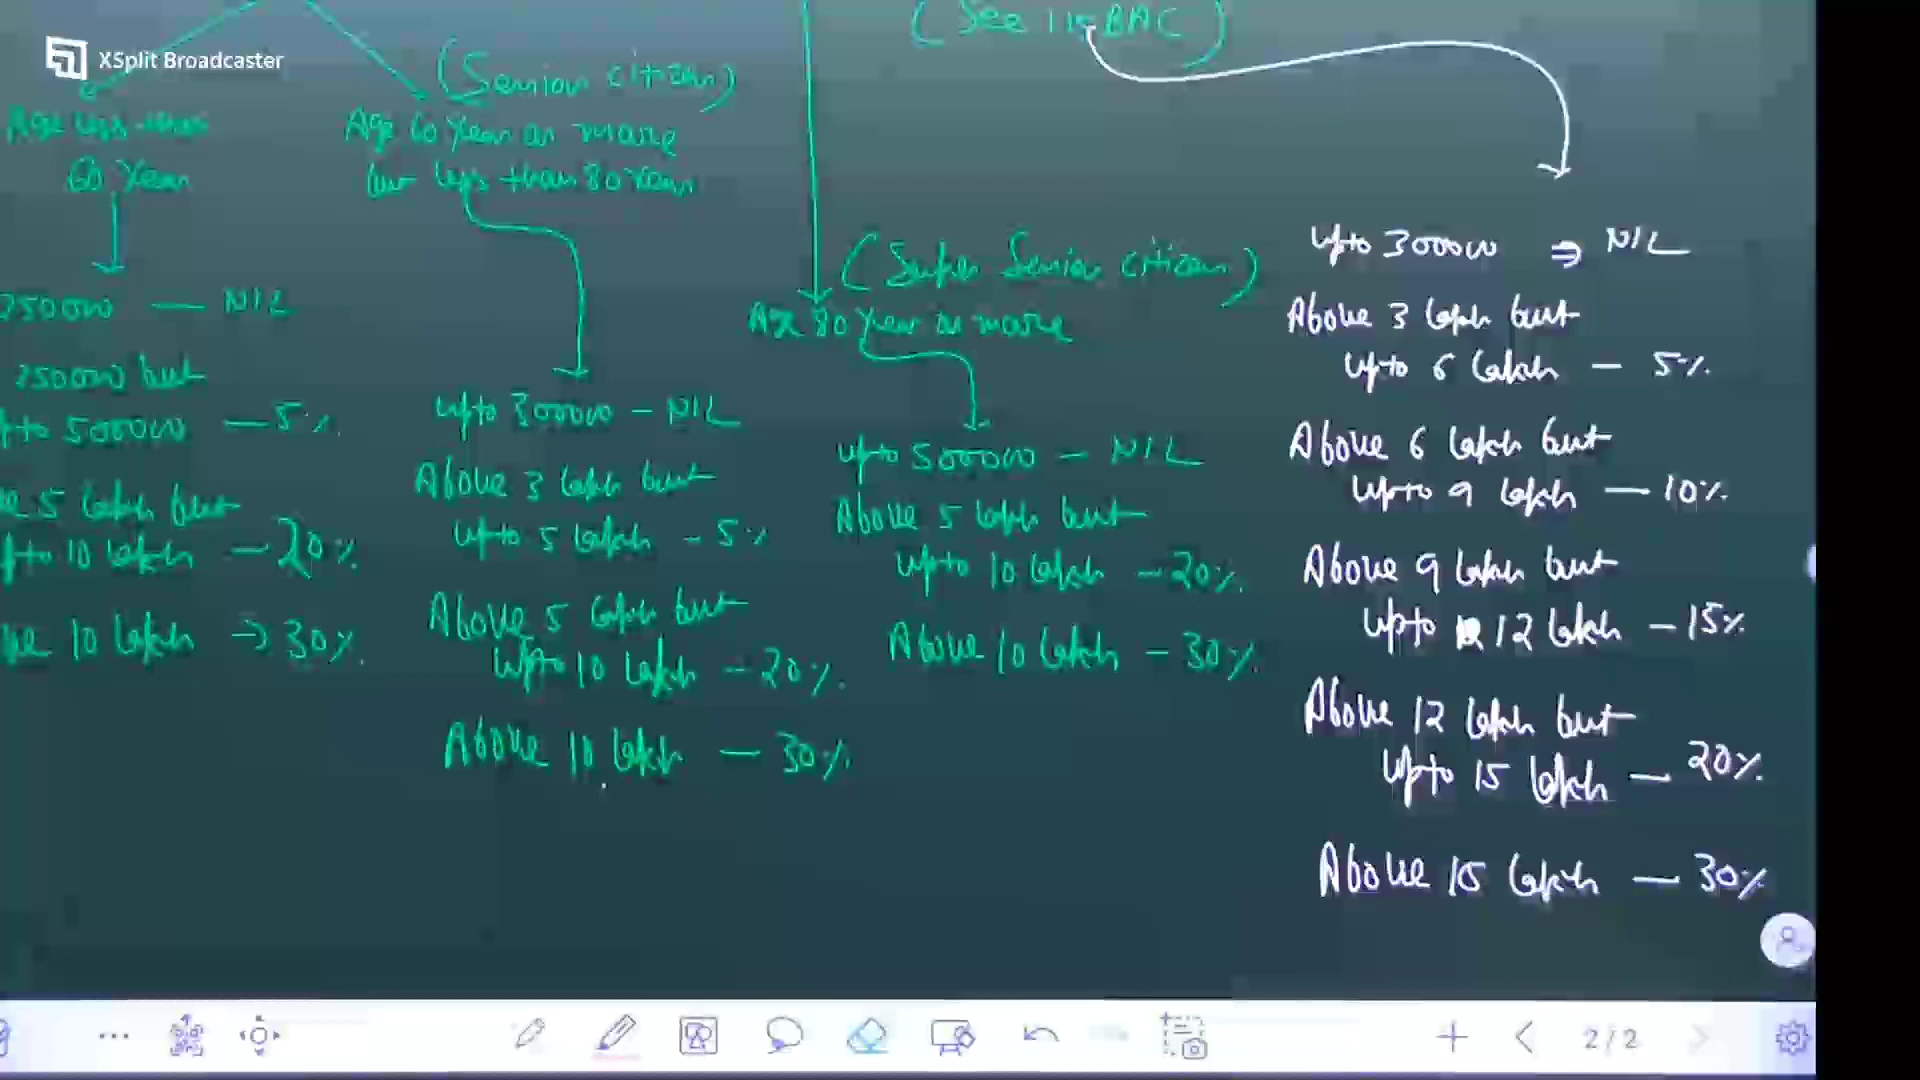 XSplit Broadcaster
(See 115BAC)
(Senior citizen)
Age less than
60 Year
Age 60 Year or more
but less than 80 Year
(Super Senior citizen)
Age 80 Year or more
250000 — NIL
250000 but
upto 500000 — 5%
5 lakh but
upto 10 lakh — 20%
10 lakh → 30%
upto 300000 — NIL
Above 3 lakh but
upto 5 lakh - 5%
Above 5 lakh but
upto 10 lakh - 20%
Above 10 lakh — 30%
upto 500000 — NIL
Above 5 lakh but
upto 10 lakh - 20%
Above 10 lakh - 30%
upto 300000 ⇒ NIL
Above 3 lakh but
upto 6 lakh — 5%
Above 6 lakh but
upto 9 lakh — 10%
Above 9 lakh but
upto 12 lakh — 15%
Above 12 lakh but
upto 15 lakh — 20%
Above 15 lakh — 30%
2/2